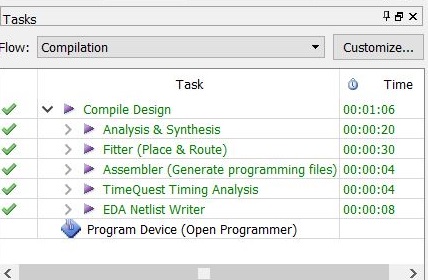 Tasks
Flow: Compilation Customize...
Task Time
Compile Design 00:01:06
Analysis & Synthesis 00:00:20
Fitter (Place & Route) 00:00:30
Assembler (Generate programming files) 00:00:04
TimeQuest Timing Analysis 00:00:04
EDA Netlist Writer 00:00:08
Program Device (Open Programmer)